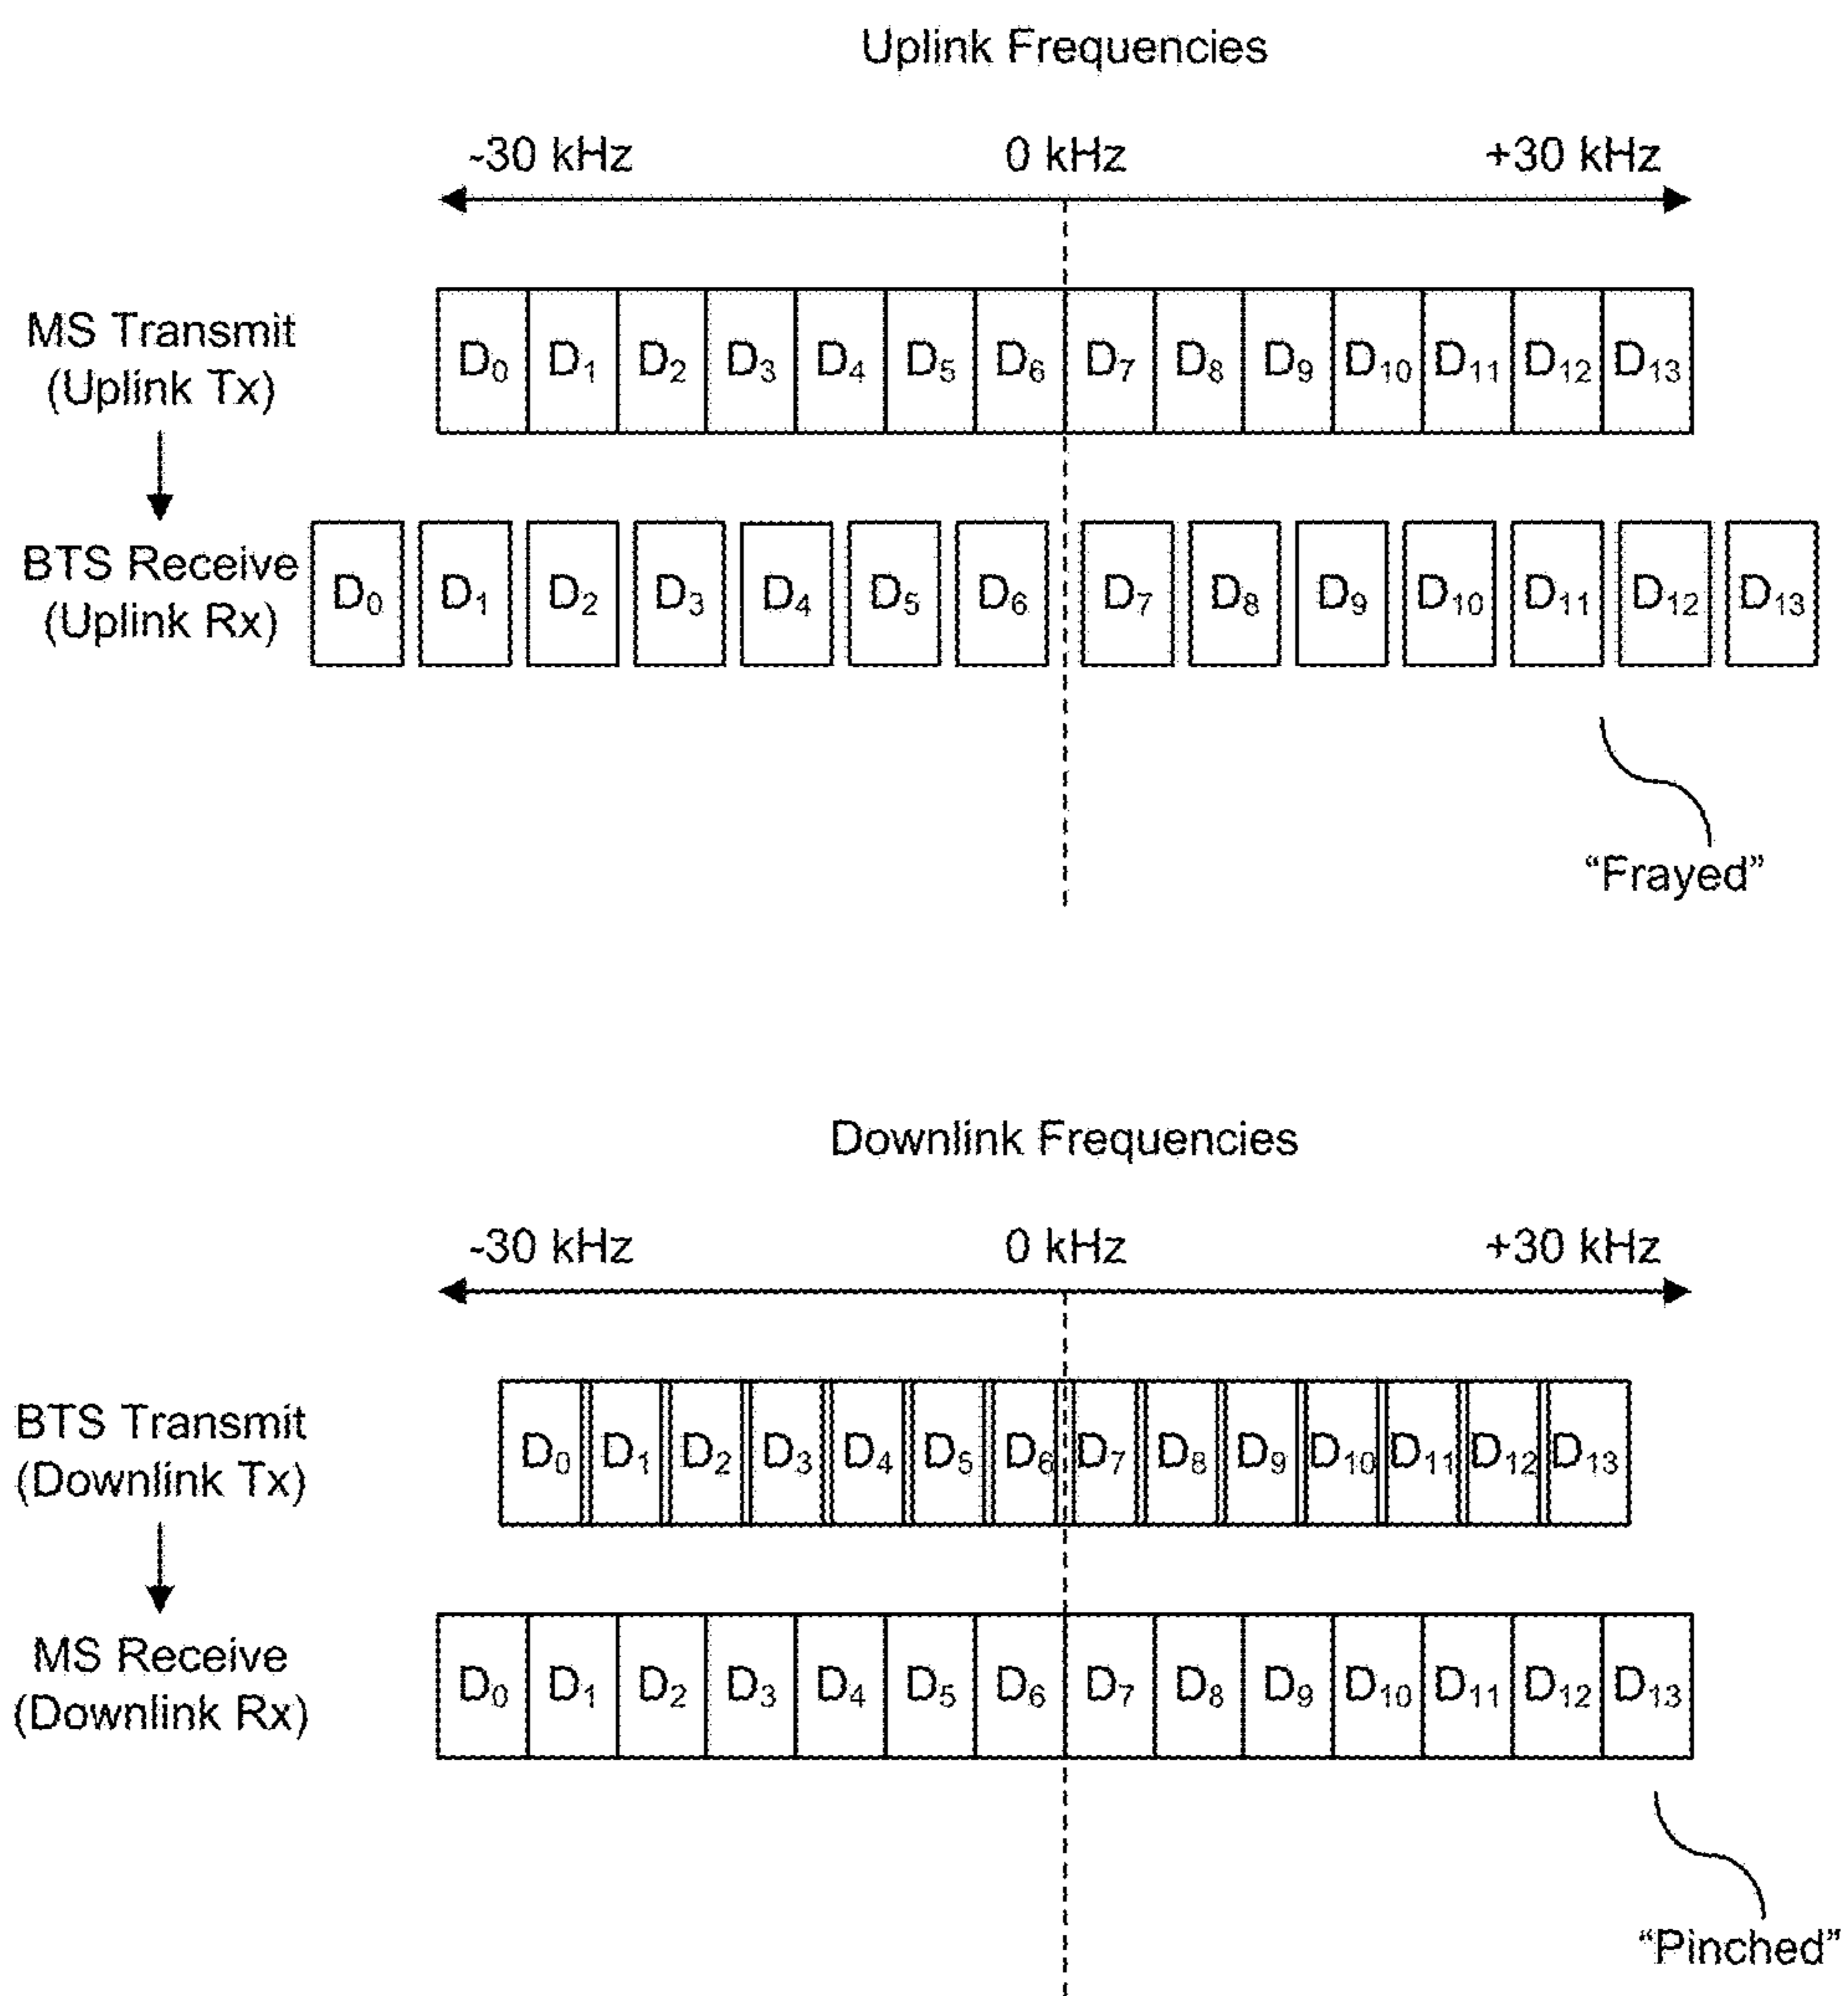 Uplink Frequencies
-30 kHz 0 kHz +30 kHz
MS Transmit
(Uplink Tx)
D0 D1 D2 D3 D4 D5 D6 D7 D8 D9 D10 D11 D12 D13
BTS Receive
(Uplink Rx)
D0 D1 D2 D3 D4 D5 D6 D7 D8 D9 D10 D11 D12 D13
“Frayed”
Downlink Frequencies
-30 kHz 0 kHz +30 kHz
BTS Transmit
(Downlink Tx)
D0 D1 D2 D3 D4 D5 D6 D7 D8 D9 D10 D11 D12 D13
MS Receive
(Downlink Rx)
D0 D1 D2 D3 D4 D5 D6 D7 D8 D9 D10 D11 D12 D13
“Pinched”